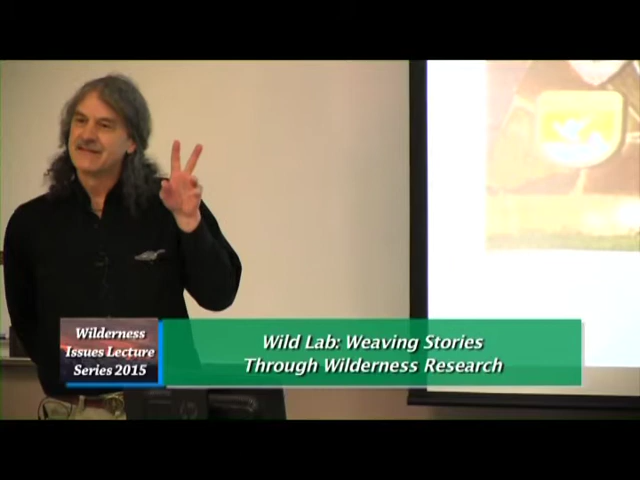 Wilderness
Issues Lecture
Series 2015
Wild Lab: Weaving Stories
Through Wilderness Research